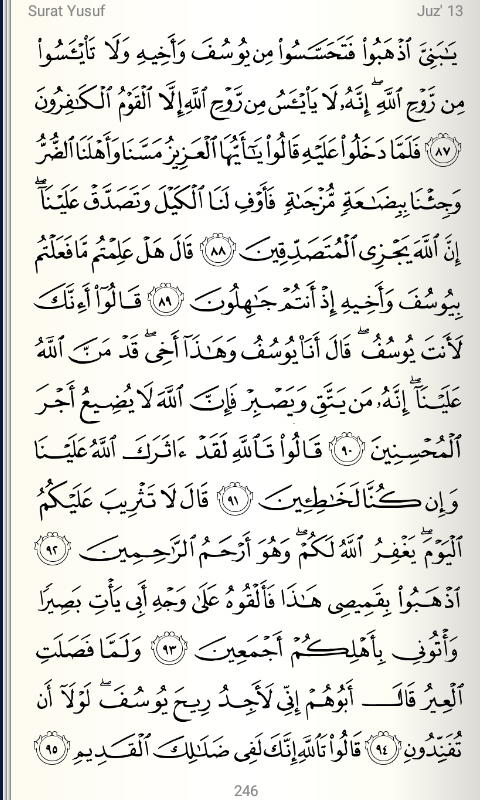 Surat Yusuf Juz' 13
يَـٰبَنِىَّ ٱذْهَبُوا۟ فَتَحَسَّسُوا۟ مِن يُوسُفَ وَأَخِيهِ وَلَا تَا۟يْـَٔسُوا۟
مِن رَّوْحِ ٱللَّهِ ۖ إِنَّهُۥ لَا يَا۟يْـَٔسُ مِن رَّوْحِ ٱللَّهِ إِلَّا ٱلْقَوْمُ ٱلْكَـٰفِرُونَ
٨٧ فَلَمَّا دَخَلُوا۟ عَلَيْهِ قَالُوا۟ يَـٰٓأَيُّهَا ٱلْعَزِيزُ مَسَّنَا وَأَهْلَنَا ٱلضُّرُّ
وَجِئْنَا بِبِضَـٰعَةٍ مُّزْجَىٰةٍ فَأَوْفِ لَنَا ٱلْكَيْلَ وَتَصَدَّقْ عَلَيْنَآ ۖ
إِنَّ ٱللَّهَ يَجْزِى ٱلْمُتَصَدِّقِينَ ٨٨ قَالَ هَلْ عَلِمْتُم مَّا فَعَلْتُم
بِيُوسُفَ وَأَخِيهِ إِذْ أَنتُمْ جَـٰهِلُونَ ٨٩ قَالُوٓا۟ أَءِنَّكَ
لَأَنتَ يُوسُفُ ۖ قَالَ أَنَا۠ يُوسُفُ وَهَـٰذَآ أَخِى ۖ قَدْ مَنَّ ٱللَّهُ
عَلَيْنَآ ۖ إِنَّهُۥ مَن يَتَّقِ وَيَصْبِرْ فَإِنَّ ٱللَّهَ لَا يُضِيعُ أَجْرَ
ٱلْمُحْسِنِينَ ٩٠ قَالُوا۟ تَٱللَّهِ لَقَدْ ءَاثَرَكَ ٱللَّهُ عَلَيْنَا
وَإِن كُنَّا لَخَـٰطِـِٔينَ ٩١ قَالَ لَا تَثْرِيبَ عَلَيْكُمُ
ٱلْيَوْمَ ۖ يَغْفِرُ ٱللَّهُ لَكُمْ ۖ وَهُوَ أَرْحَمُ ٱلرَّٰحِمِينَ ٩٢
ٱذْهَبُوا۟ بِقَمِيصِى هَـٰذَا فَأَلْقُوهُ عَلَىٰ وَجْهِ أَبِى يَأْتِ بَصِيرًا
وَأْتُونِى بِأَهْلِكُمْ أَجْمَعِينَ ٩٣ وَلَمَّا فَصَلَتِ
ٱلْعِيرُ قَالَ أَبُوهُمْ إِنِّى لَأَجِدُ رِيحَ يُوسُفَ ۖ لَوْلَآ أَن
تُفَنِّدُونِ ٩٤ قَالُوا۟ تَٱللَّهِ إِنَّكَ لَفِى ضَلَـٰلِكَ ٱلْقَدِيمِ ٩٥
246